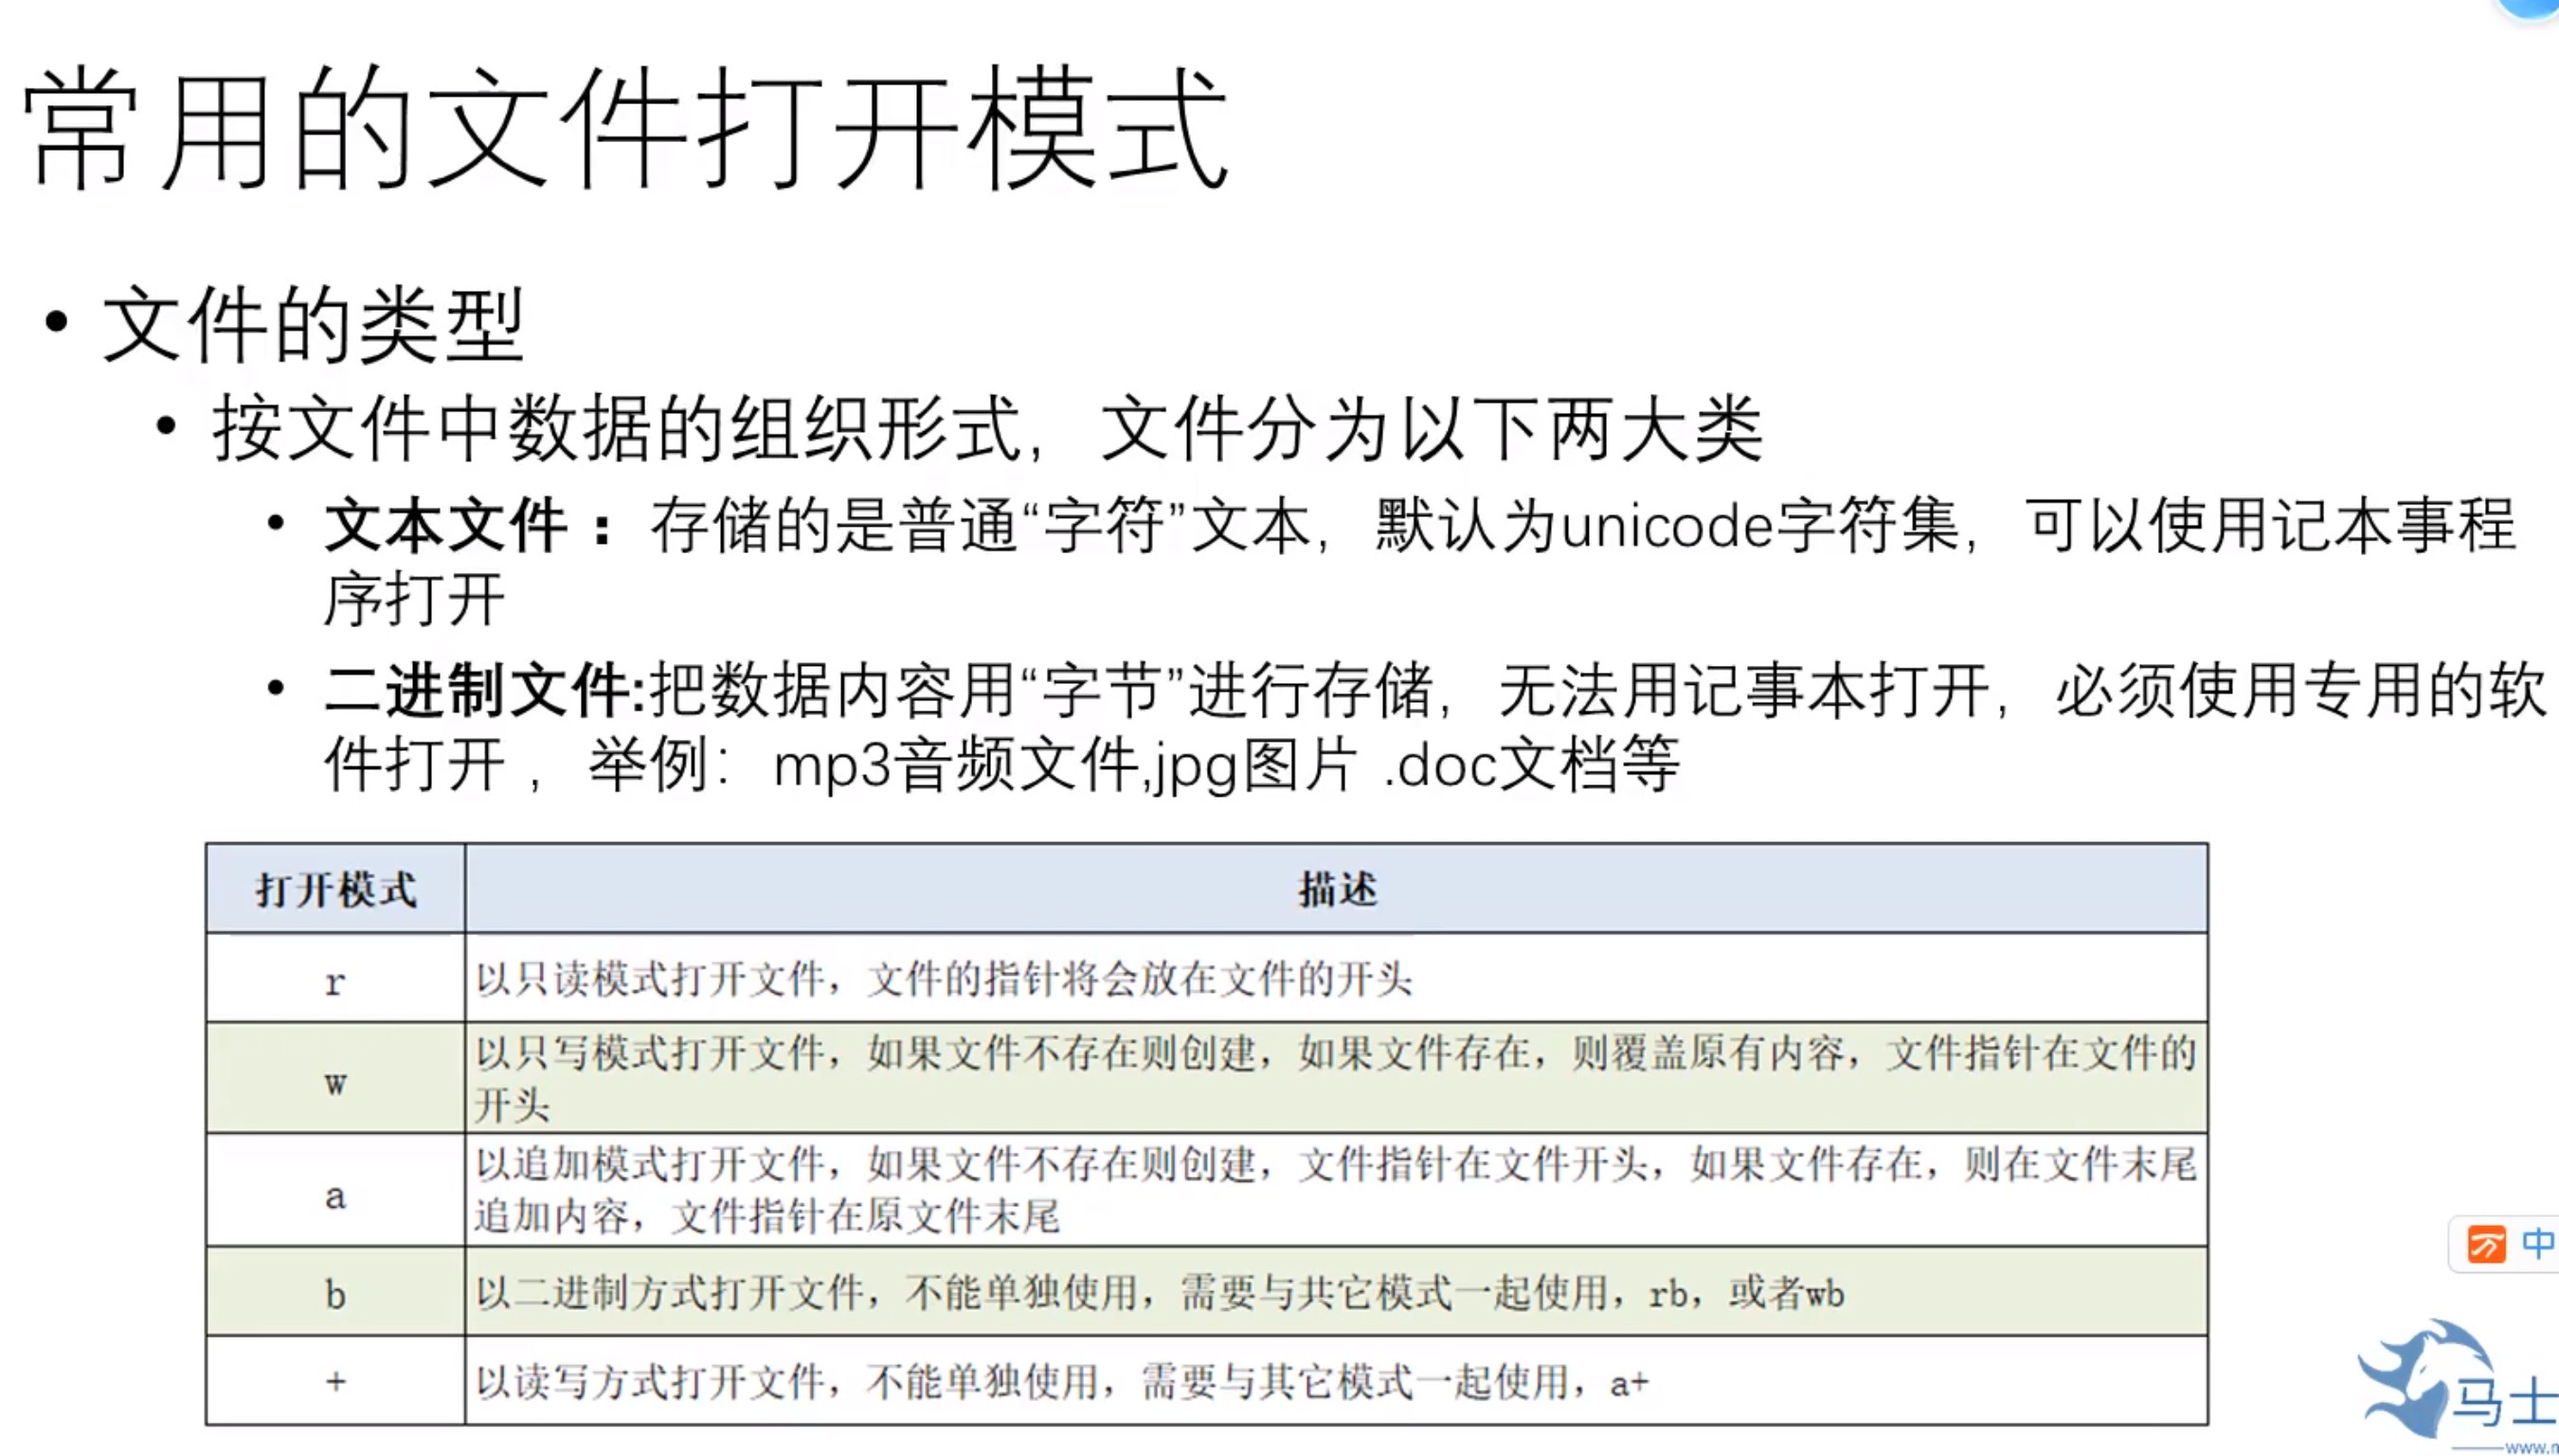 常用的文件打开模式
• 文件的类型
• 按文件中数据的组织形式，文件分为以下两大类
• 文本文件：存储的是普通“字符”文本，默认为unicode字符集，可以使用记本事程
序打开
• 二进制文件:把数据内容用“字节”进行存储，无法用记事本打开，必须使用专用的软
件打开 ，举例：mp3音频文件,jpg图片 .doc文档等
打开模式 描述
r 以只读模式打开文件，文件的指针将会放在文件的开头
w 以只写模式打开文件，如果文件不存在则创建，如果文件存在，则覆盖原有内容，文件指针在文件的
开头
a 以追加模式打开文件，如果文件不存在则创建，文件指针在文件开头，如果文件存在，则在文件末尾
追加内容，文件指针在原文件末尾
b 以二进制方式打开文件，不能单独使用，需要与共它模式一起使用，rb，或者wb
+ 以读写方式打开文件，不能单独使用，需要与其它模式一起使用，a+
中
马士
www.